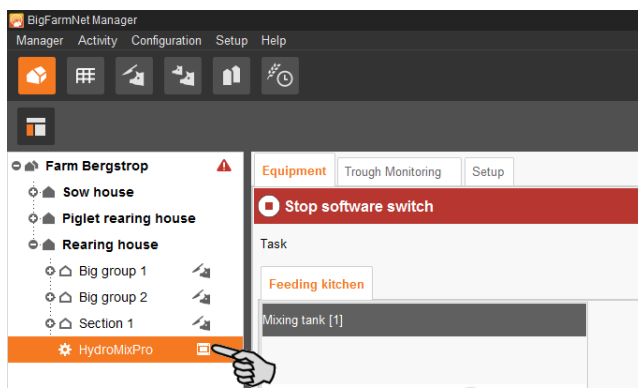 BigFarmNet Manager
Manager Activity Configuration Setup Help
Farm Bergstrop
Sow house
Piglet rearing house
Rearing house
Big group 1
Big group 2
Section 1
HydroMixPro
Equipment Trough Monitoring Setup
Stop software switch
Task
Feeding kitchen
Mixing tank [1]